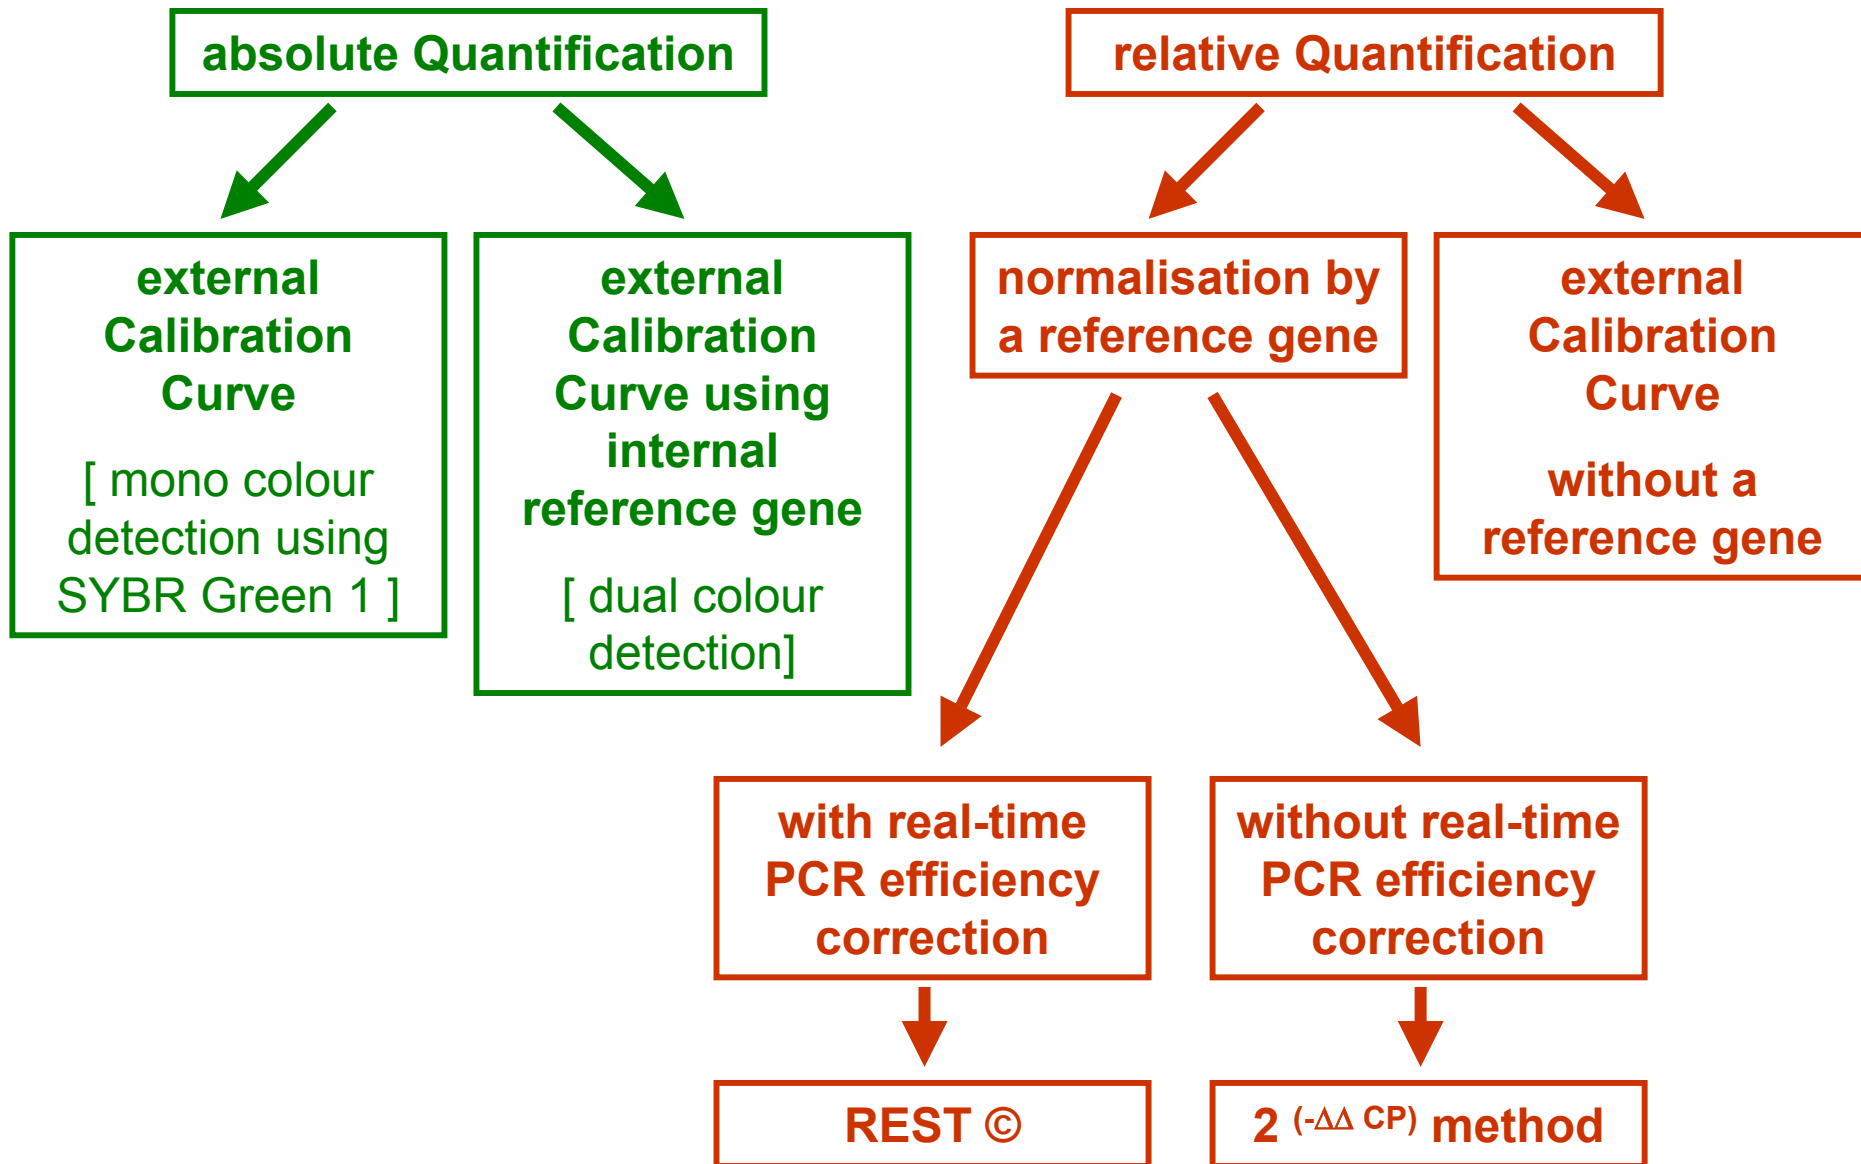 absolute Quantification
relative Quantification
external
Calibration
Curve
[ mono colour
detection using
SYBR Green 1 ]
external
Calibration
Curve using
internal
reference gene
[ dual colour
detection]
normalisation by
a reference gene
external
Calibration
Curve
without a
reference gene
with real-time
PCR efficiency
correction
without real-time
PCR efficiency
correction
REST ©
2 (-ΔΔ CP) method